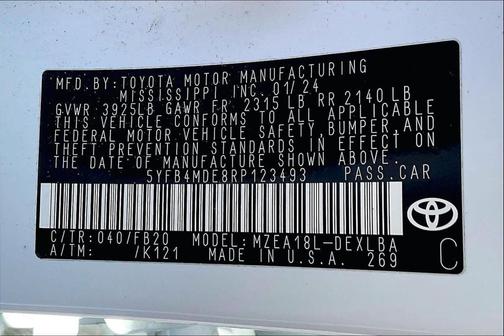 MFD. BY: TOYOTA MOTOR MANUFACTURING
MISSISSIPPI INC. 01/24
GVWR 3925LB GAWR FR 2315 LB RR 2140 LB
THIS VEHICLE CONFORMS TO ALL APPLICABLE
FEDERAL MOTOR VEHICLE SAFETY, BUMPER, AND
THEFT PREVENTION STANDARDS IN EFFECT ON
THE DATE OF MANUFACTURE SHOWN ABOVE.
5YFB4MDE8RP123493 PASS. CAR
C/TR: 040/FB20 MODEL: MZEA18L-DEXLBA
A/TM: /K121 MADE IN U.S.A. 269 C